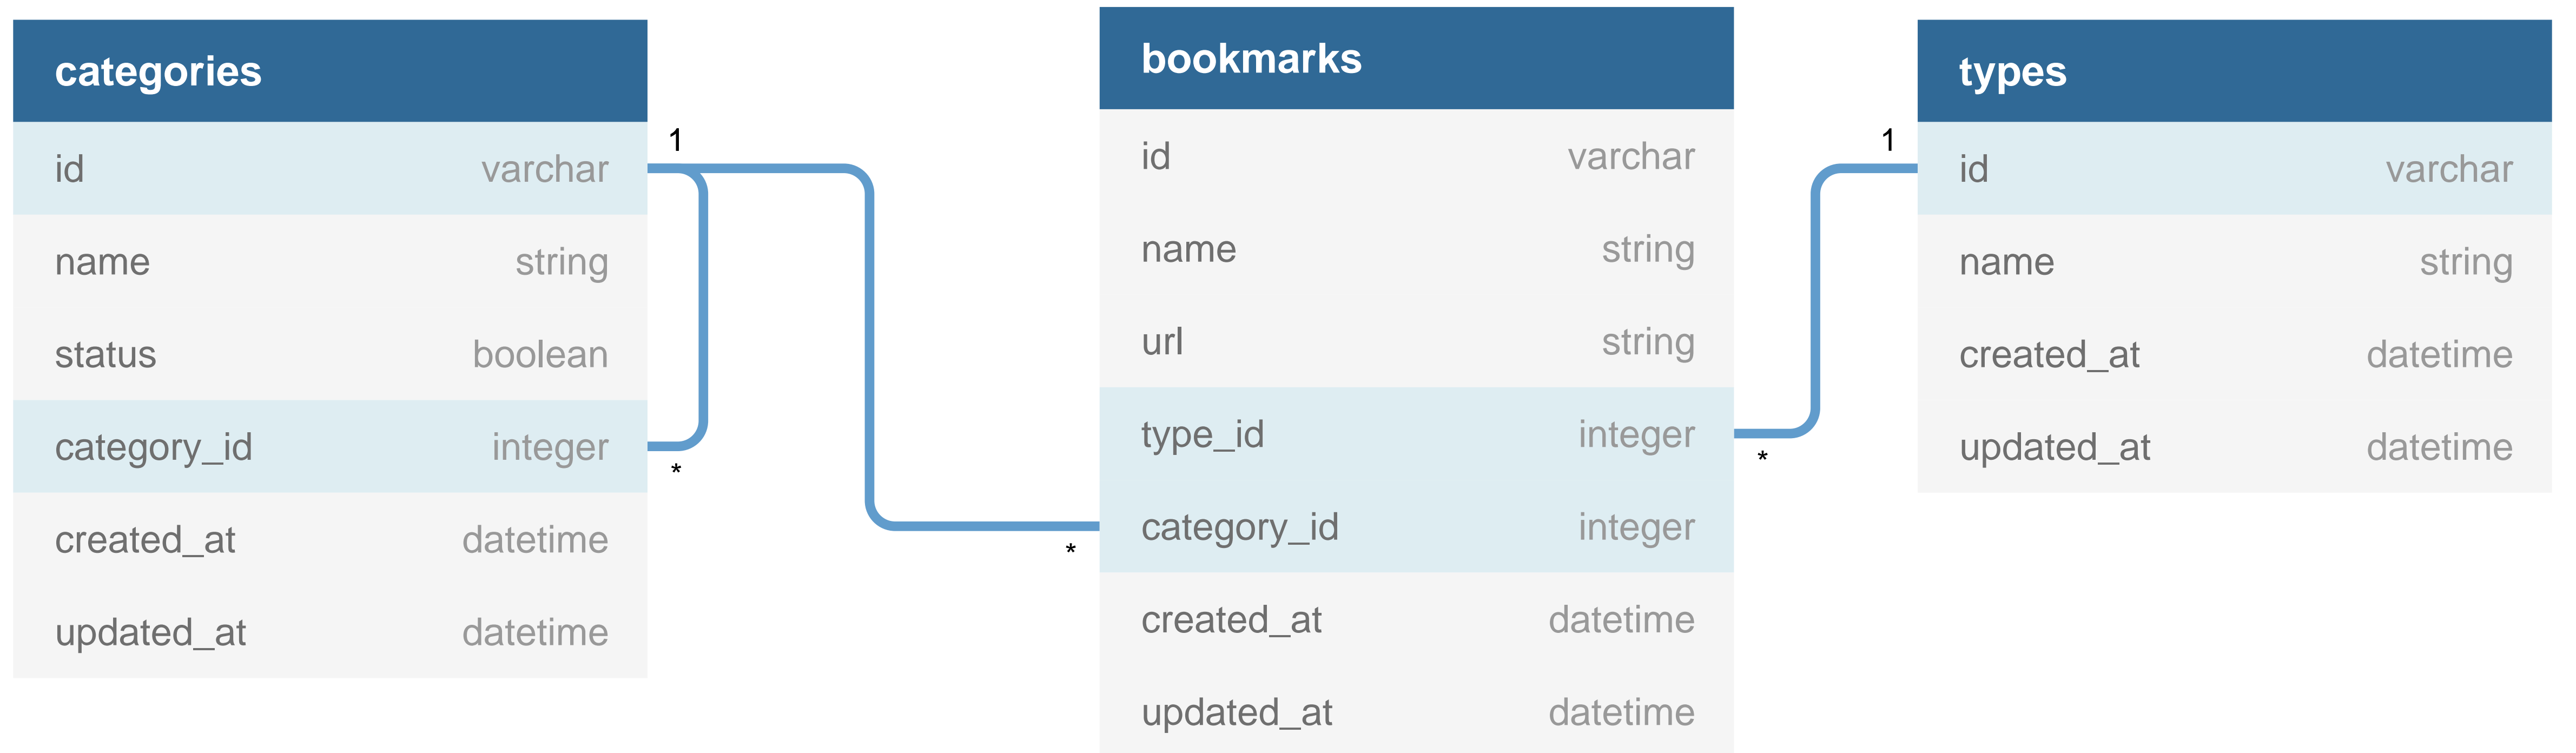 categories
id varchar
name string
status boolean
category_id integer
created_at datetime
updated_at datetime
1
*
*
bookmarks
id varchar
name string
url string
type_id integer
category_id integer
created_at datetime
updated_at datetime
1
*
types
id varchar
name string
created_at datetime
updated_at datetime